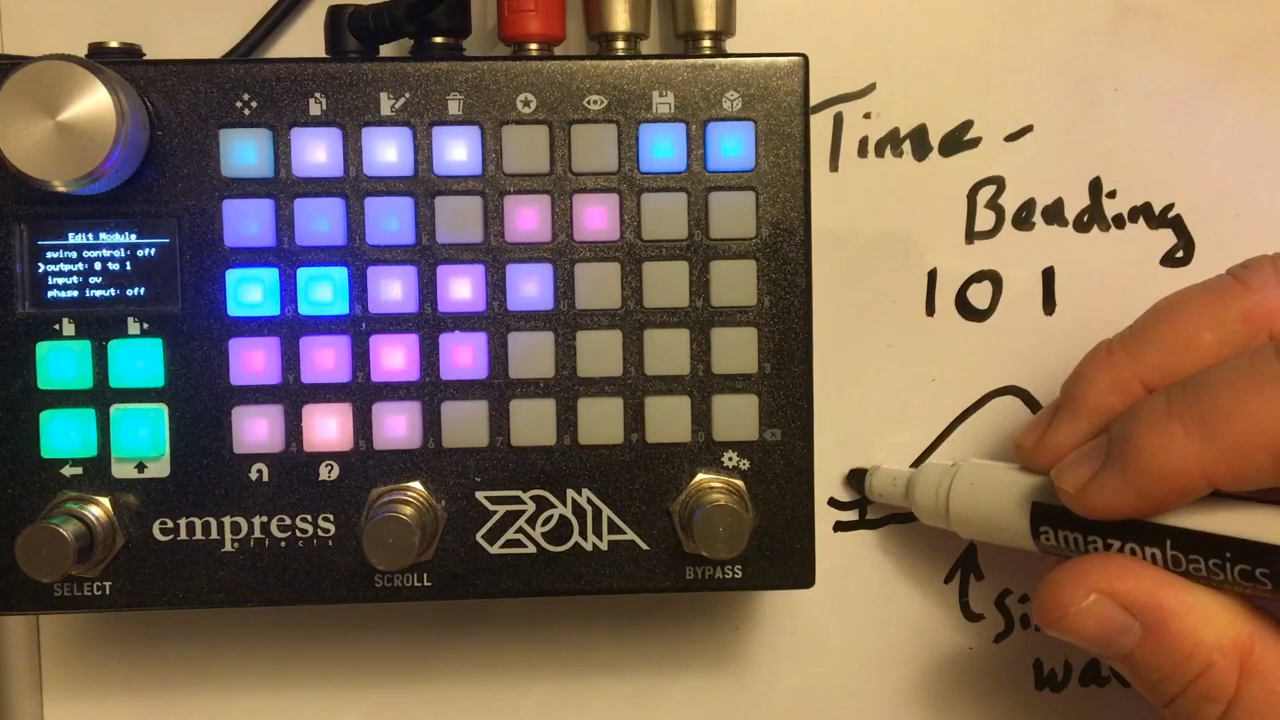 Edit Module
swing control: off
output: 0 to 1
input: cv
phase input: off
empress
effects
ZOIA
SELECT
SCROLL
BYPASS
Time-
Bending
101
amazonbasics